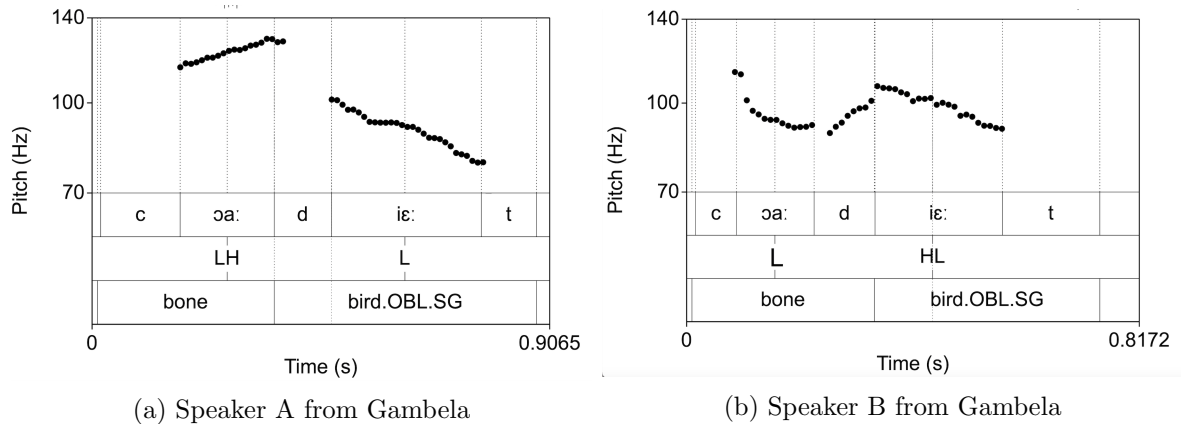 140
100
70
Pitch (Hz)
c ɔaː d iɛː t
LH L
bone bird.OBL.SG
0 0.9065
Time (s)
(a) Speaker A from Gambela
140
100
70
Pitch (Hz)
c ɔaː d iɛː t
L HL
bone bird.OBL.SG
0 0.8172
Time (s)
(b) Speaker B from Gambela